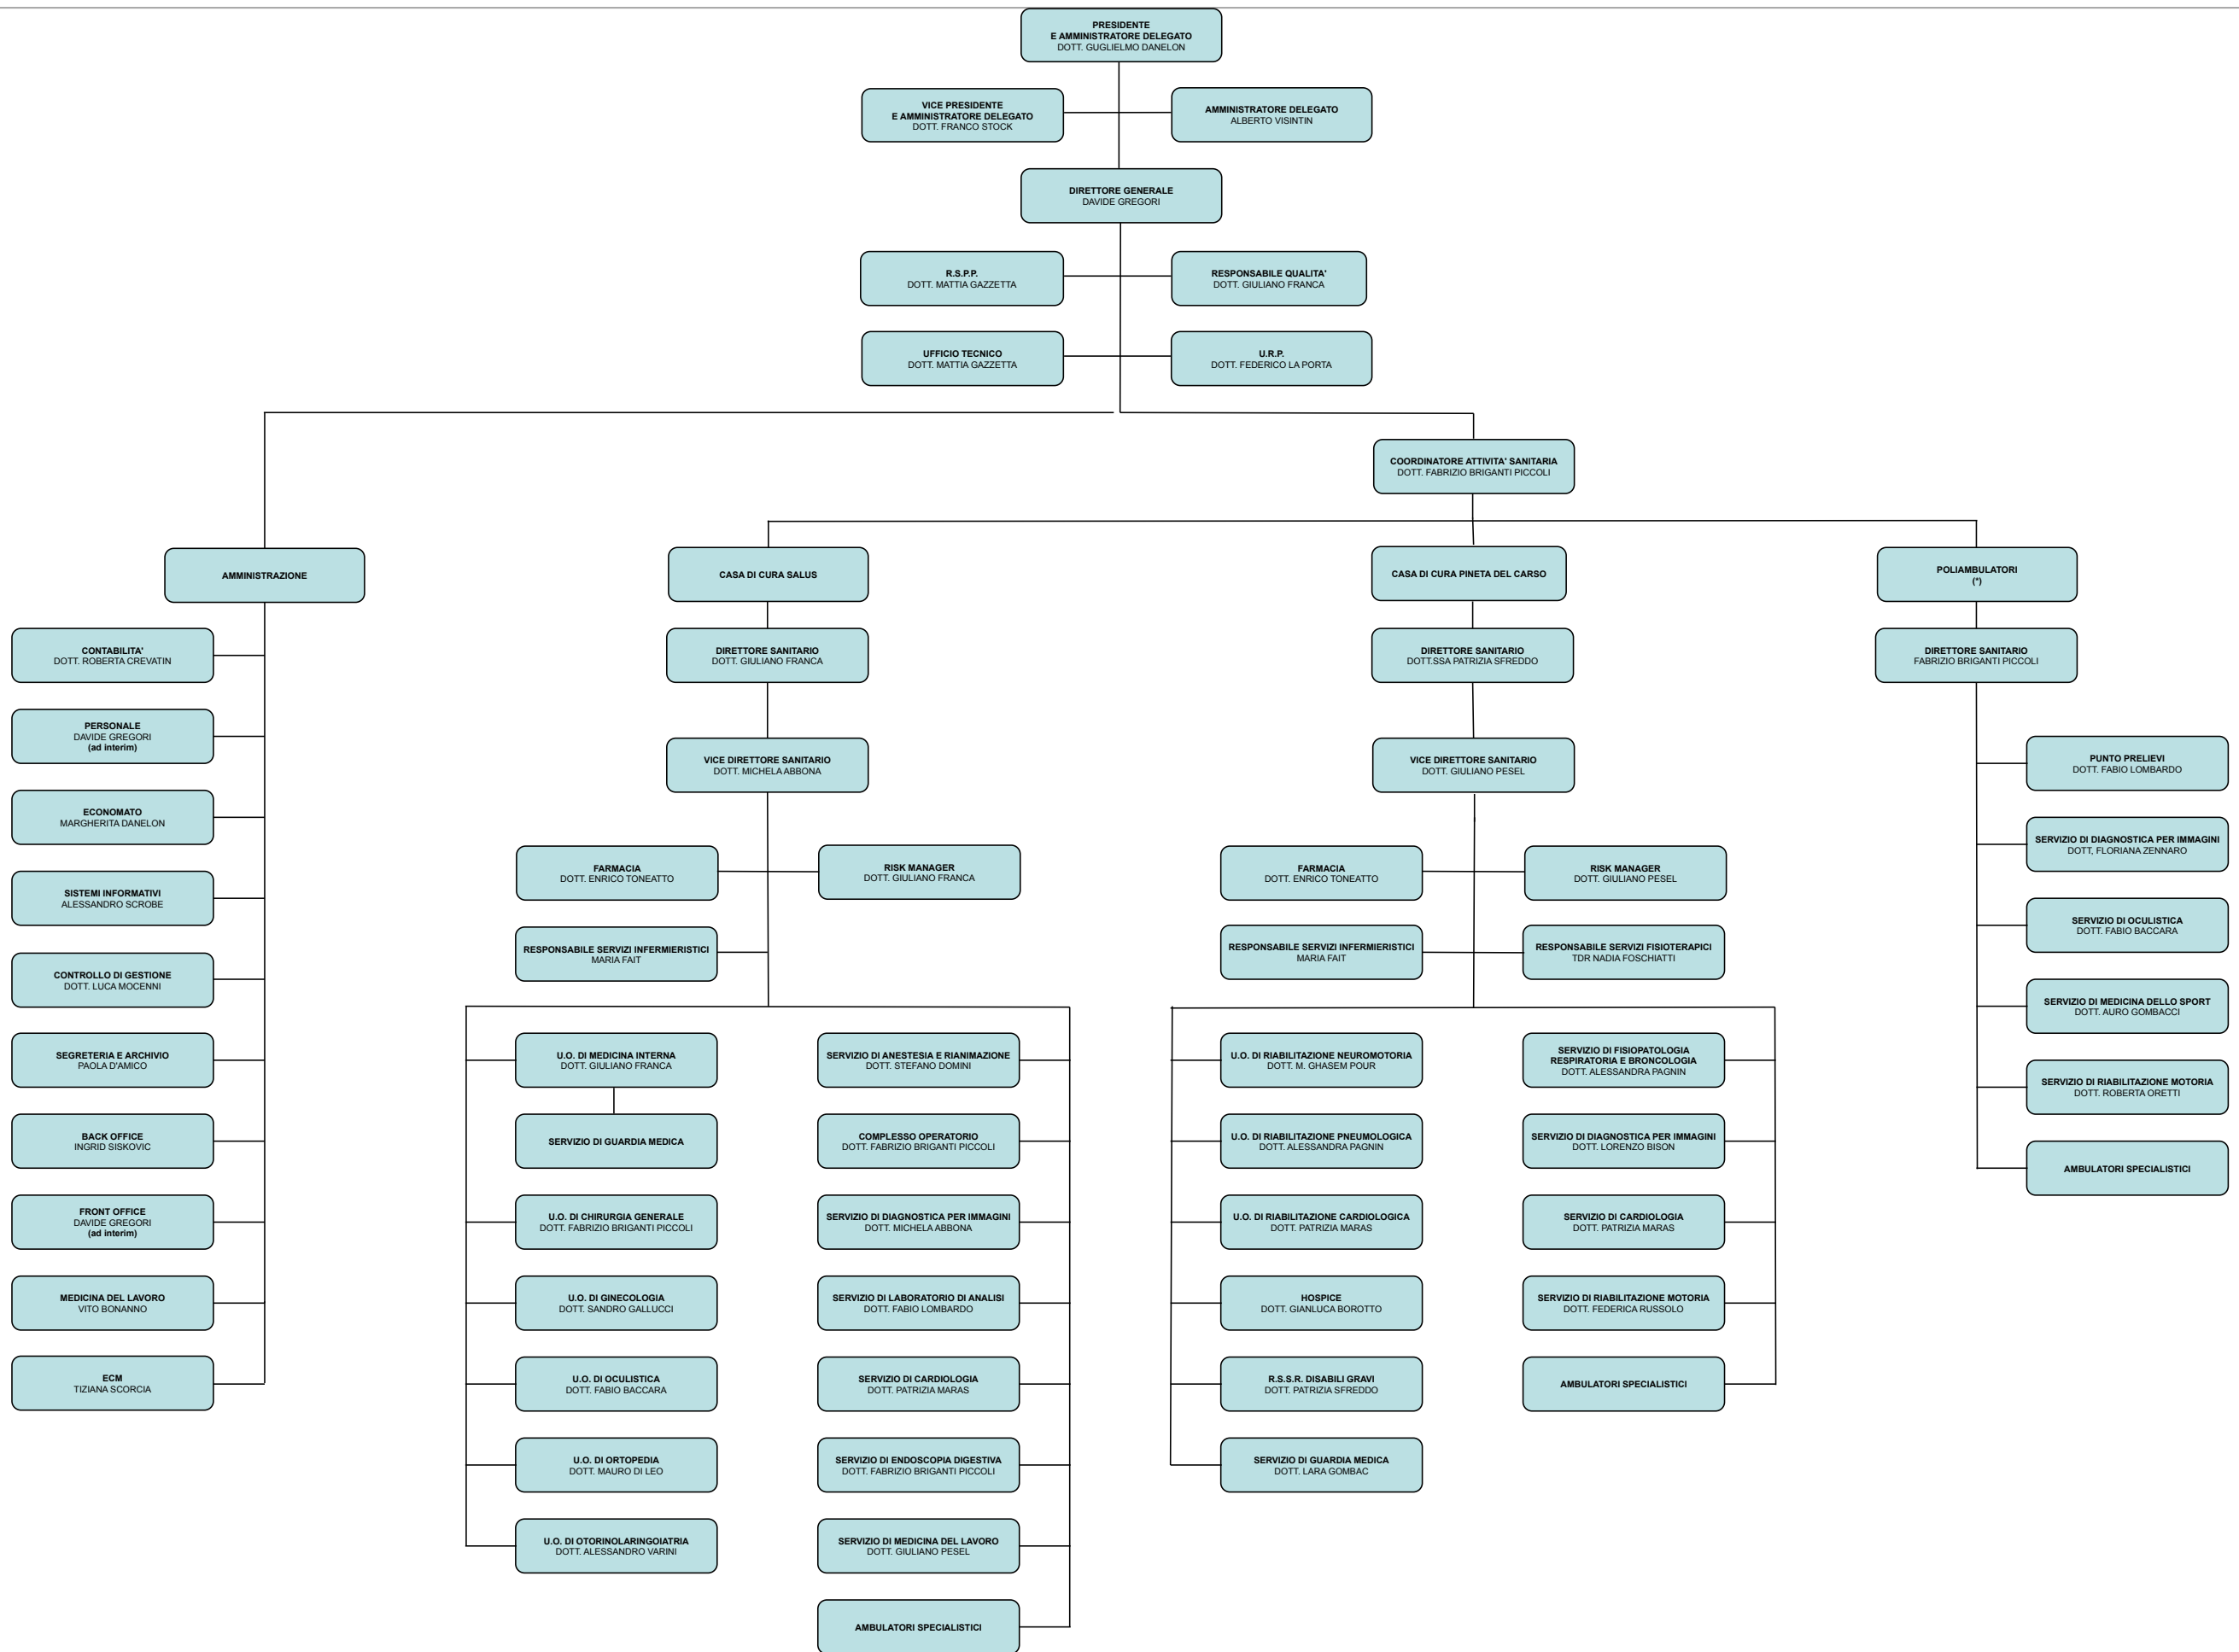 PRESIDENTE
E AMMINISTRATORE DELEGATO
DOTT. GUGLIELMO DANELON
VICE PRESIDENTE
E AMMINISTRATORE DELEGATO
DOTT. FRANCO STOCK
AMMINISTRATORE DELEGATO
ALBERTO VISINTIN
DIRETTORE GENERALE
DAVIDE GREGORI
R.S.P.P.
DOTT. MATTIA GAZZETTA
RESPONSABILE QUALITA'
DOTT. GIULIANO FRANCA
UFFICIO TECNICO
DOTT. MATTIA GAZZETTA
U.R.P.
DOTT. FEDERICO LA PORTA
COORDINATORE ATTIVITA' SANITARIA
DOTT. FABRIZIO BRIGANTI PICCOLI
AMMINISTRAZIONE
CONTABILITA'
DOTT. ROBERTA CREVATIN
PERSONALE
DAVIDE GREGORI
(ad interim)
ECONOMATO
MARGHERITA DANELON
SISTEMI INFORMATIVI
ALESSANDRO SCROBE
CONTROLLO DI GESTIONE
DOTT. LUCA MOCENNI
SEGRETERIA E ARCHIVIO
PAOLA D'AMICO
BACK OFFICE
INGRID SISKOVIC
FRONT OFFICE
DAVIDE GREGORI
(ad interim)
MEDICINA DEL LAVORO
VITO BONANNO
ECM
TIZIANA SCORCIA
CASA DI CURA SALUS
DIRETTORE SANITARIO
DOTT. GIULIANO FRANCA
VICE DIRETTORE SANITARIO
DOTT. MICHELA ABBONA
FARMACIA
DOTT. ENRICO TONEATTO
RISK MANAGER
DOTT. GIULIANO FRANCA
RESPONSABILE SERVIZI INFERMIERISTICI
MARIA FAIT
U.O. DI MEDICINA INTERNA
DOTT. GIULIANO FRANCA
SERVIZIO DI GUARDIA MEDICA
U.O. DI CHIRURGIA GENERALE
DOTT. FABRIZIO BRIGANTI PICCOLI
U.O. DI GINECOLOGIA
DOTT. SANDRO GALLUCCI
U.O. DI OCULISTICA
DOTT. FABIO BACCARA
U.O. DI ORTOPEDIA
DOTT. MAURO DI LEO
U.O. DI OTORINOLARINGOIATRIA
DOTT. ALESSANDRO VARINI
SERVIZIO DI ANESTESIA E RIANIMAZIONE
DOTT. STEFANO DOMINI
COMPLESSO OPERATORIO
DOTT. FABRIZIO BRIGANTI PICCOLI
SERVIZIO DI DIAGNOSTICA PER IMMAGINI
DOTT. MICHELA ABBONA
SERVIZIO DI LABORATORIO DI ANALISI
DOTT. FABIO LOMBARDO
SERVIZIO DI CARDIOLOGIA
DOTT. PATRIZIA MARAS
SERVIZIO DI ENDOSCOPIA DIGESTIVA
DOTT. FABRIZIO BRIGANTI PICCOLI
SERVIZIO DI MEDICINA DEL LAVORO
DOTT. GIULIANO PESEL
AMBULATORI SPECIALISTICI
CASA DI CURA PINETA DEL CARSO
DIRETTORE SANITARIO
DOTT.SSA PATRIZIA SFREDDO
VICE DIRETTORE SANITARIO
DOTT. GIULIANO PESEL
FARMACIA
DOTT. ENRICO TONEATTO
RISK MANAGER
DOTT. GIULIANO PESEL
RESPONSABILE SERVIZI INFERMIERISTICI
MARIA FAIT
RESPONSABILE SERVIZI FISIOTERAPICI
TDR NADIA FOSCHIATTI
U.O. DI RIABILITAZIONE NEUROMOTORIA
DOTT. M. GHASEM POUR
U.O. DI RIABILITAZIONE PNEUMOLOGICA
DOTT. ALESSANDRA PAGNIN
U.O. DI RIABILITAZIONE CARDIOLOGICA
DOTT. PATRIZIA MARAS
HOSPICE
DOTT. GIANLUCA BOROTTO
R.S.S.R. DISABILI GRAVI
DOTT. PATRIZIA SFREDDO
SERVIZIO DI GUARDIA MEDICA
DOTT. LARA GOMBAC
SERVIZIO DI FISIOPATOLOGIA
RESPIRATORIA E BRONCOLOGIA
DOTT. ALESSANDRA PAGNIN
SERVIZIO DI DIAGNOSTICA PER IMMAGINI
DOTT. LORENZO BISON
SERVIZIO DI CARDIOLOGIA
DOTT. PATRIZIA MARAS
SERVIZIO DI RIABILITAZIONE MOTORIA
DOTT. FEDERICA RUSSOLO
AMBULATORI SPECIALISTICI
POLIAMBULATORI
(*)
DIRETTORE SANITARIO
FABRIZIO BRIGANTI PICCOLI
PUNTO PRELIEVI
DOTT. FABIO LOMBARDO
SERVIZIO DI DIAGNOSTICA PER IMMAGINI
DOTT, FLORIANA ZENNARO
SERVIZIO DI OCULISTICA
DOTT. FABIO BACCARA
SERVIZIO DI MEDICINA DELLO SPORT
DOTT. AURO GOMBACCI
SERVIZIO DI RIABILITAZIONE MOTORIA
DOTT. ROBERTA ORETTI
AMBULATORI SPECIALISTICI